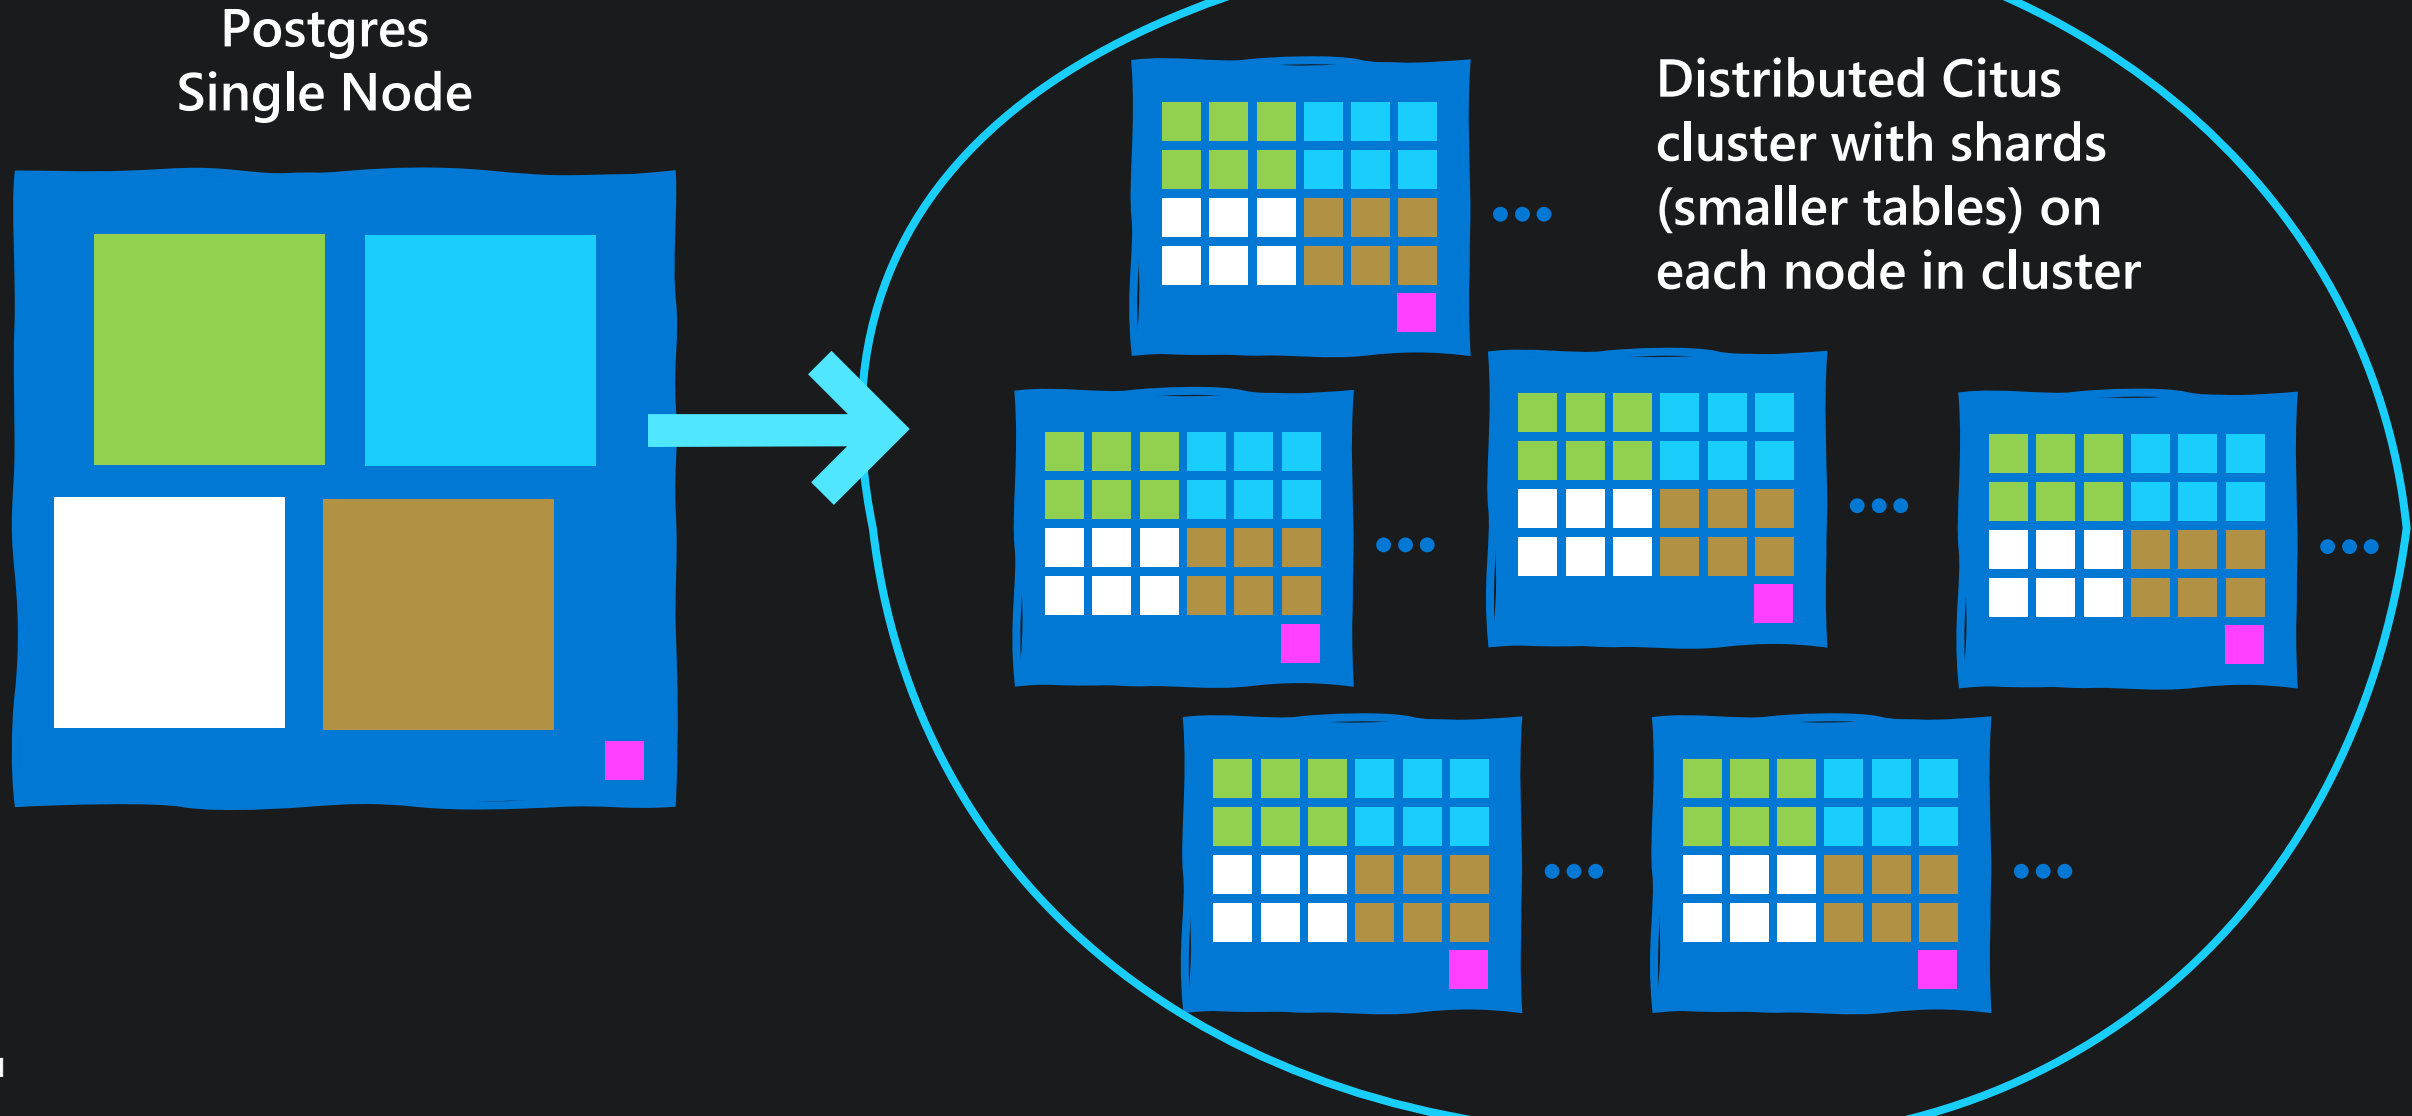 Postgres
Single Node
Distributed Citus
cluster with shards
(smaller tables) on
each node in cluster